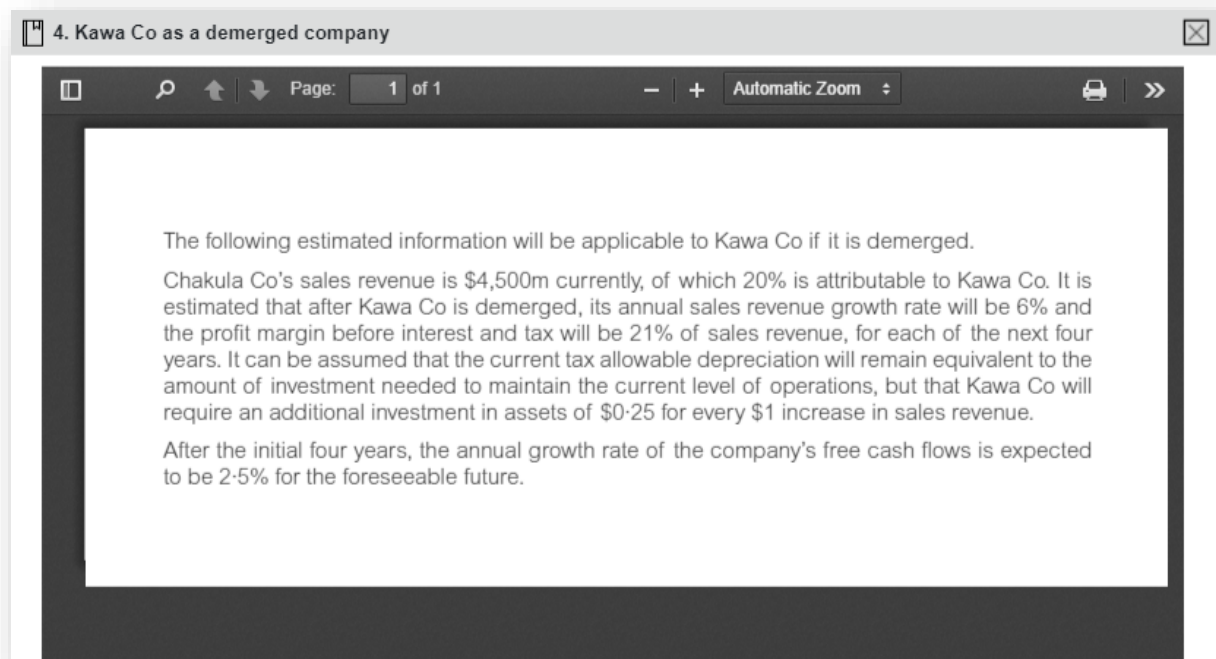 4. Kawa Co as a demerged company
Page: 1 of 1 Automatic Zoom
The following estimated information will be applicable to Kawa Co if it is demerged.
Chakula Co's sales revenue is $4,500m currently, of which 20% is attributable to Kawa Co. It is
estimated that after Kawa Co is demerged, its annual sales revenue growth rate will be 6% and
the profit margin before interest and tax will be 21% of sales revenue, for each of the next four
years. It can be assumed that the current tax allowable depreciation will remain equivalent to the
amount of investment needed to maintain the current level of operations, but that Kawa Co will
require an additional investment in assets of $0·25 for every $1 increase in sales revenue.
After the initial four years, the annual growth rate of the company's free cash flows is expected
to be 2·5% for the foreseeable future.